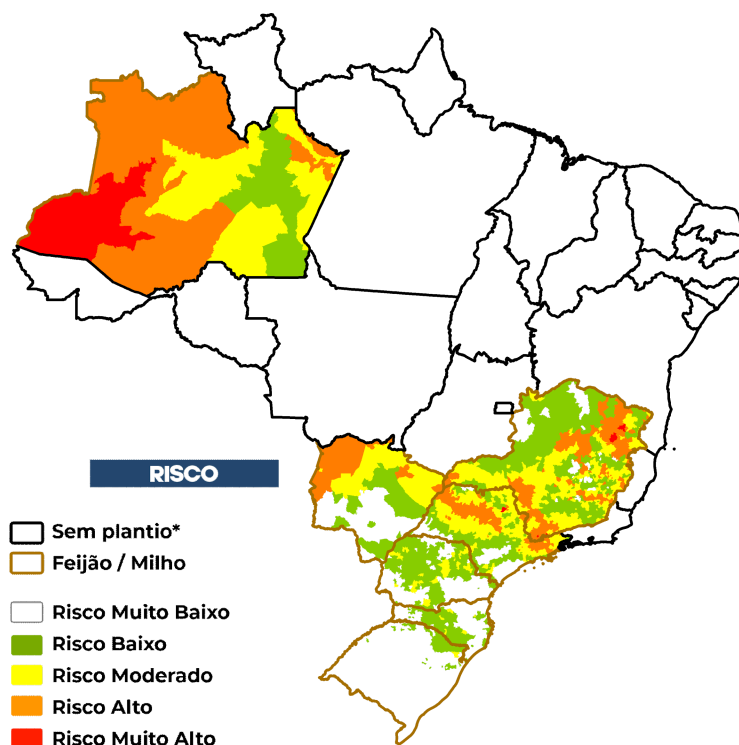 RISCO
Sem plantio*
Feijão / Milho
Risco Muito Baixo
Risco Baixo
Risco Moderado
Risco Alto
Risco Muito Alto